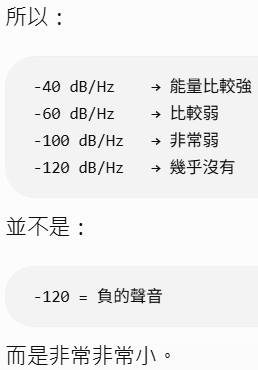 所以：
-40 dB/Hz → 能量比較強
-60 dB/Hz → 比較弱
-100 dB/Hz → 非常弱
-120 dB/Hz → 幾乎沒有
並不是：
-120 = 負的聲音
而是非常非常小。